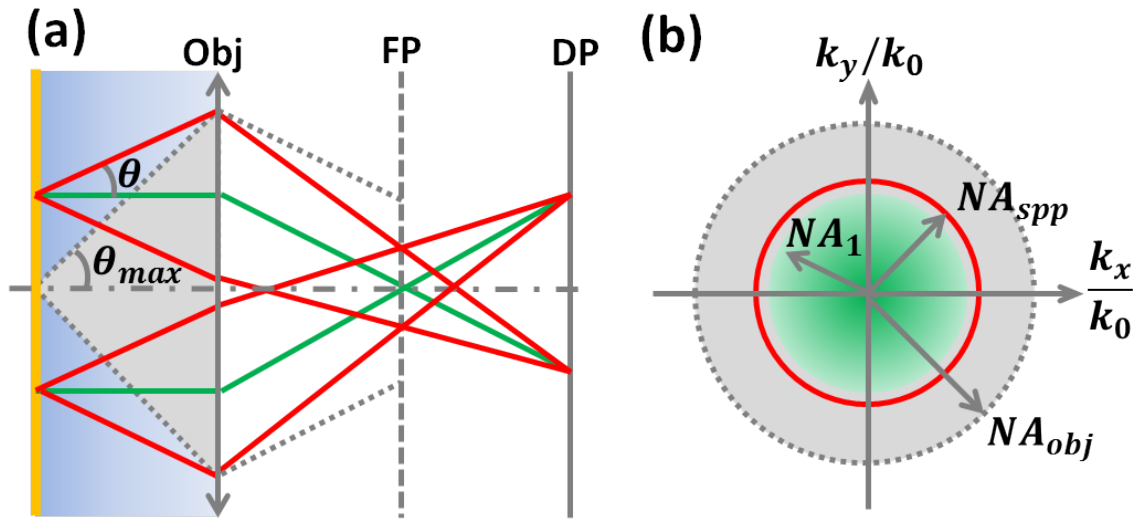 (a)
Obj
FP
DP
θ
θmax
(b)
ky/k0
NAspp
NA1
kx
k0
NAobj